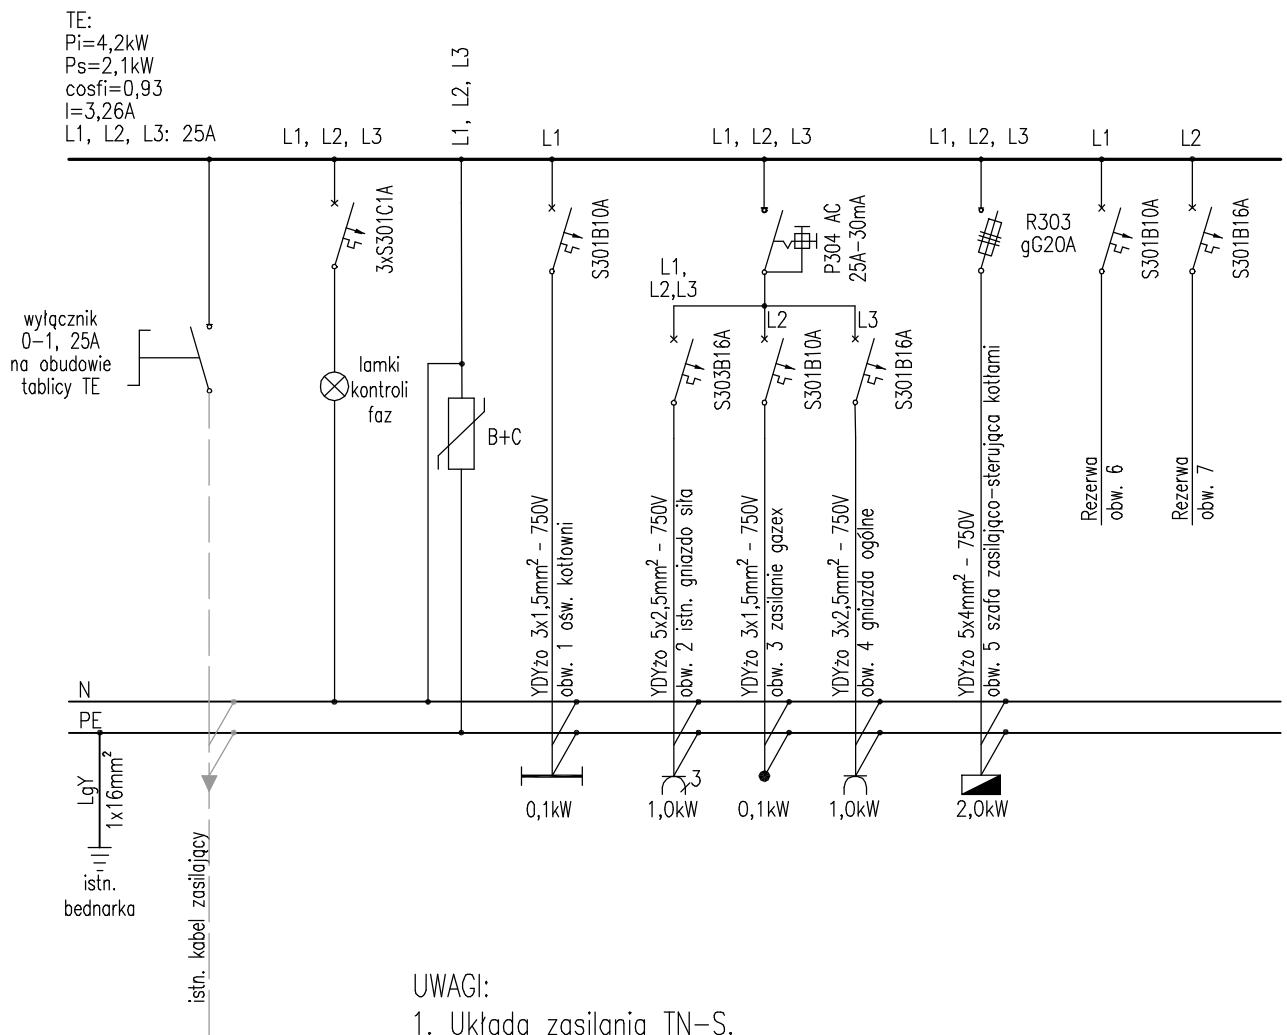 TE:
Pi=4,2kW
Ps=2,1kW
cosfi=0,93
I=3,26A
L1, L2, L3: 25A
L1, L2, L3
L1, L2, L3
L1
L1, L2, L3
L1, L2, L3
L1
L2
wyłącznik
0-1, 25A
na obudowie
tablicy TE
3xS301C1A
lamki
kontroli
faz
B+C
S301B10A
P304 AC
25A-30mA
L1,
L2,L3
L2
L3
S303B16A
S301B10A
S301B16A
R303
gG20A
S301B10A
S301B16A
YDYżo 3x1,5mm² - 750V
obw. 1 ośw. kotłowni
YDYżo 5x2,5mm² - 750V
obw. 2 istn. gniazdo siła
YDYżo 3x1,5mm² - 750V
obw. 3 zasilanie gazex
YDYżo 3x2,5mm² - 750V
obw. 4 gniazda ogólne
YDYżo 5x4mm² - 750V
obw. 5 szafa zasilająco-sterująca kotłami
Rezerwa
obw. 6
Rezerwa
obw. 7
N
PE
LgY
1x16mm²
istn.
bednarka
istn. kabel zasilający
0,1kW
3
1,0kW
0,1kW
1,0kW
2,0kW
UWAGI:
1. Układa zasilania TN-S.